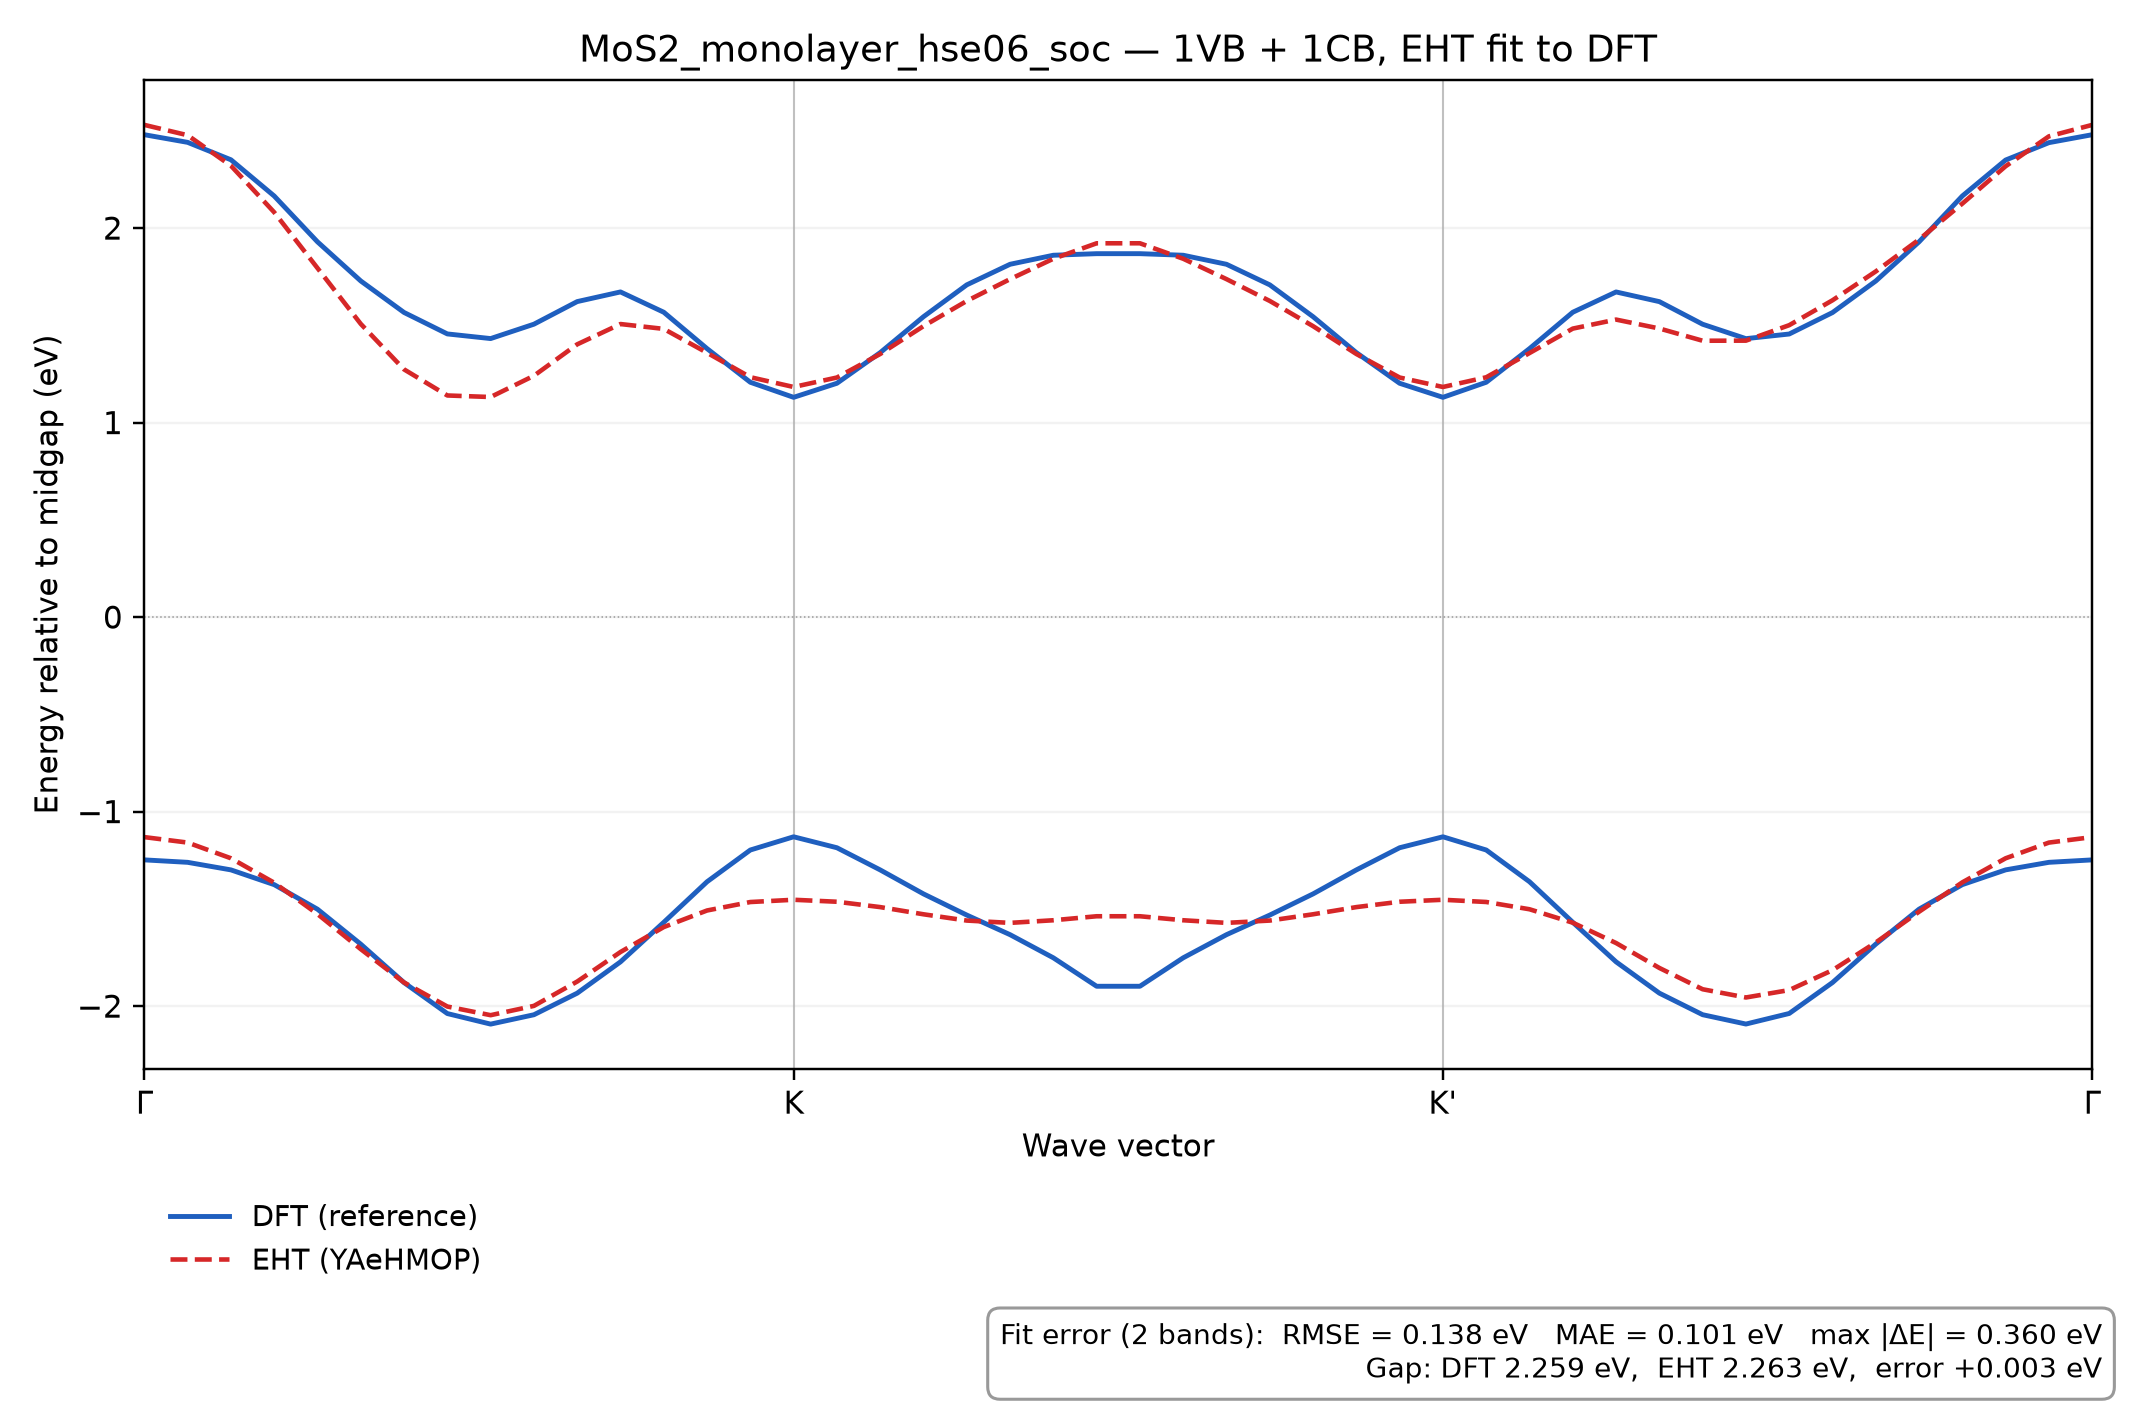 MoS2_monolayer_hse06_soc — 1VB + 1CB, EHT fit to DFT
Energy relative to midgap (eV)
2
1
0
−1
−2
Γ K K' Γ
Wave vector
DFT (reference)
EHT (YAeHMOP)
Fit error (2 bands):  RMSE = 0.138 eV   MAE = 0.101 eV   max |ΔE| = 0.360 eV
Gap: DFT 2.259 eV,  EHT 2.263 eV,  error +0.003 eV